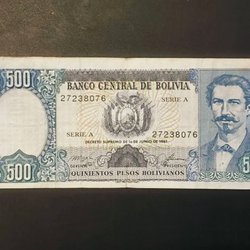 500
BANCO CENTRAL DE BOLIVIA
27238076 SERIE A
SERIE A 27238076
DECRETO SUPREMO DE 1o DE JUNIO DE 1981
500
QUINIENTOS PESOS BOLIVIANOS